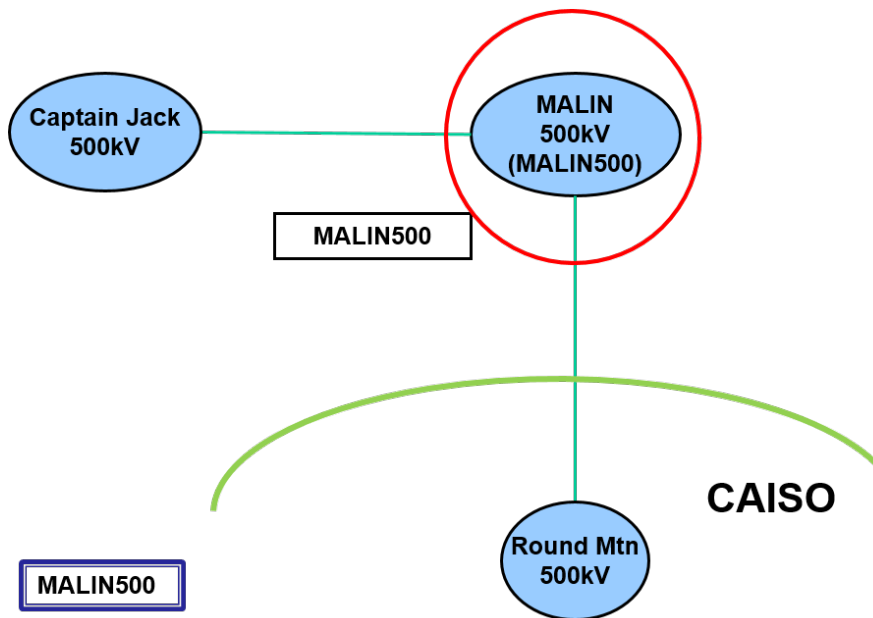 Captain Jack
500kV
MALIN
500kV
(MALIN500)
MALIN500
CAISO
Round Mtn
500kV
MALIN500